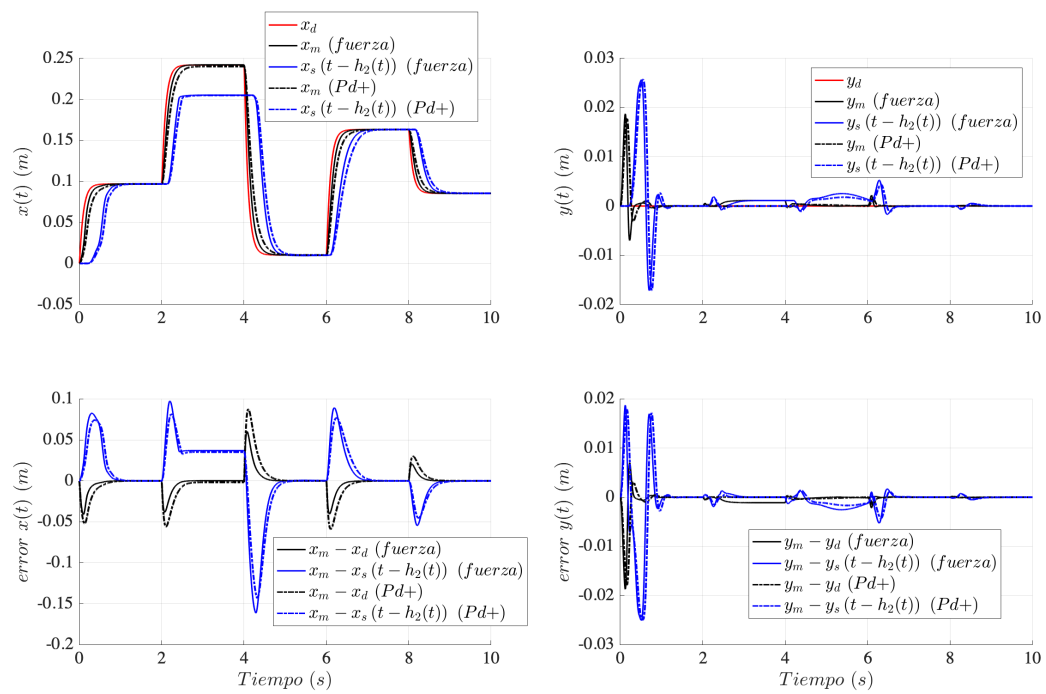 x_d
x_m (fuerza)
x_s (t − h_2(t)) (fuerza)
x_m (Pd+)
x_s (t − h_2(t)) (Pd+)
x(t) (m)
0.25
0.2
0.15
0.1
0.05
0
-0.05
0 2 4 6 8 10
y_d
y_m (fuerza)
y_s (t − h_2(t)) (fuerza)
y_m (Pd+)
y_s (t − h_2(t)) (Pd+)
y(t) (m)
0.03
0.02
0.01
0
-0.01
-0.02
0 2 4 6 8 10
error x(t) (m)
0.1
0.05
0
-0.05
-0.1
-0.15
-0.2
x_m − x_d (fuerza)
x_m − x_s (t − h_2(t)) (fuerza)
x_m − x_d (Pd+)
x_m − x_s (t − h_2(t)) (Pd+)
0 2 4 6 8 10
Tiempo (s)
error y(t) (m)
0.02
0.01
0
-0.01
-0.02
-0.03
y_m − y_d (fuerza)
y_m − y_s (t − h_2(t)) (fuerza)
y_m − y_d (Pd+)
y_m − y_s (t − h_2(t)) (Pd+)
0 2 4 6 8 10
Tiempo (s)